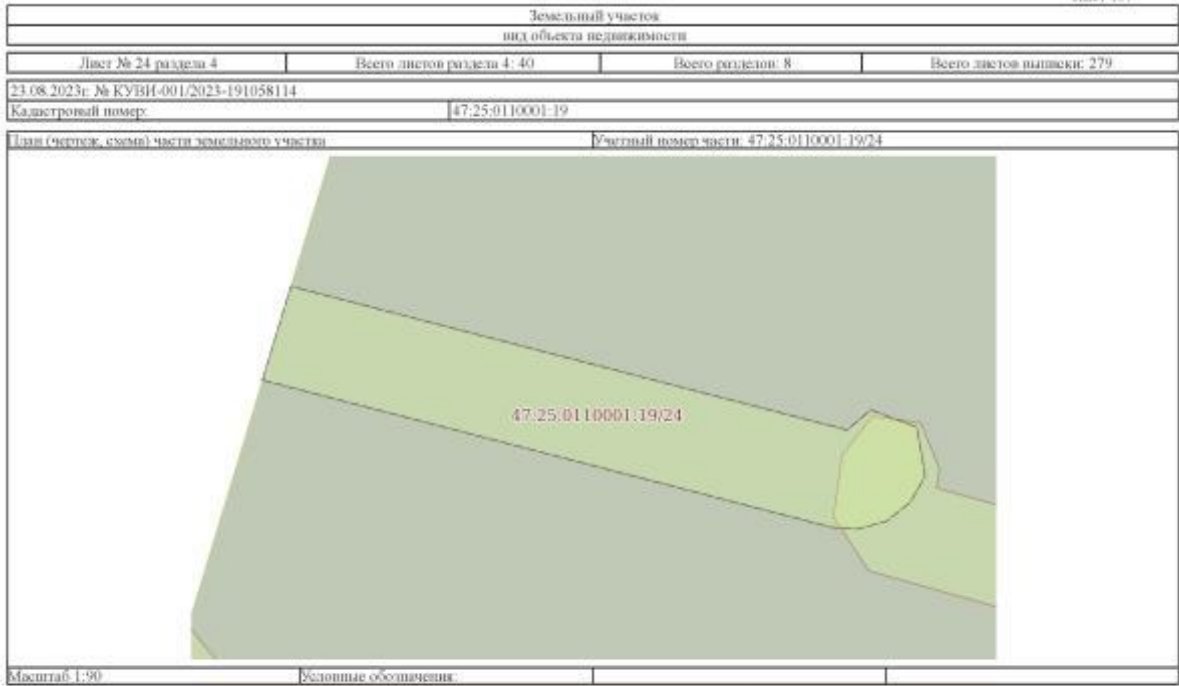 Земельный участок
вид объекта недвижимости
Лист № 24 раздела 4 Всего листов раздела 4: 40 Всего разделов: 8 Всего листов выписки: 279
23.08.2023г. № КУВИ-001/2023-191058114
Кадастровый номер: 47:25:0110001:19
План (чертеж, схема) части земельного участка Учетный номер части: 47:25:0110001:19/24
47:25:0110001:19/24
Масштаб 1:90 Условные обозначения: